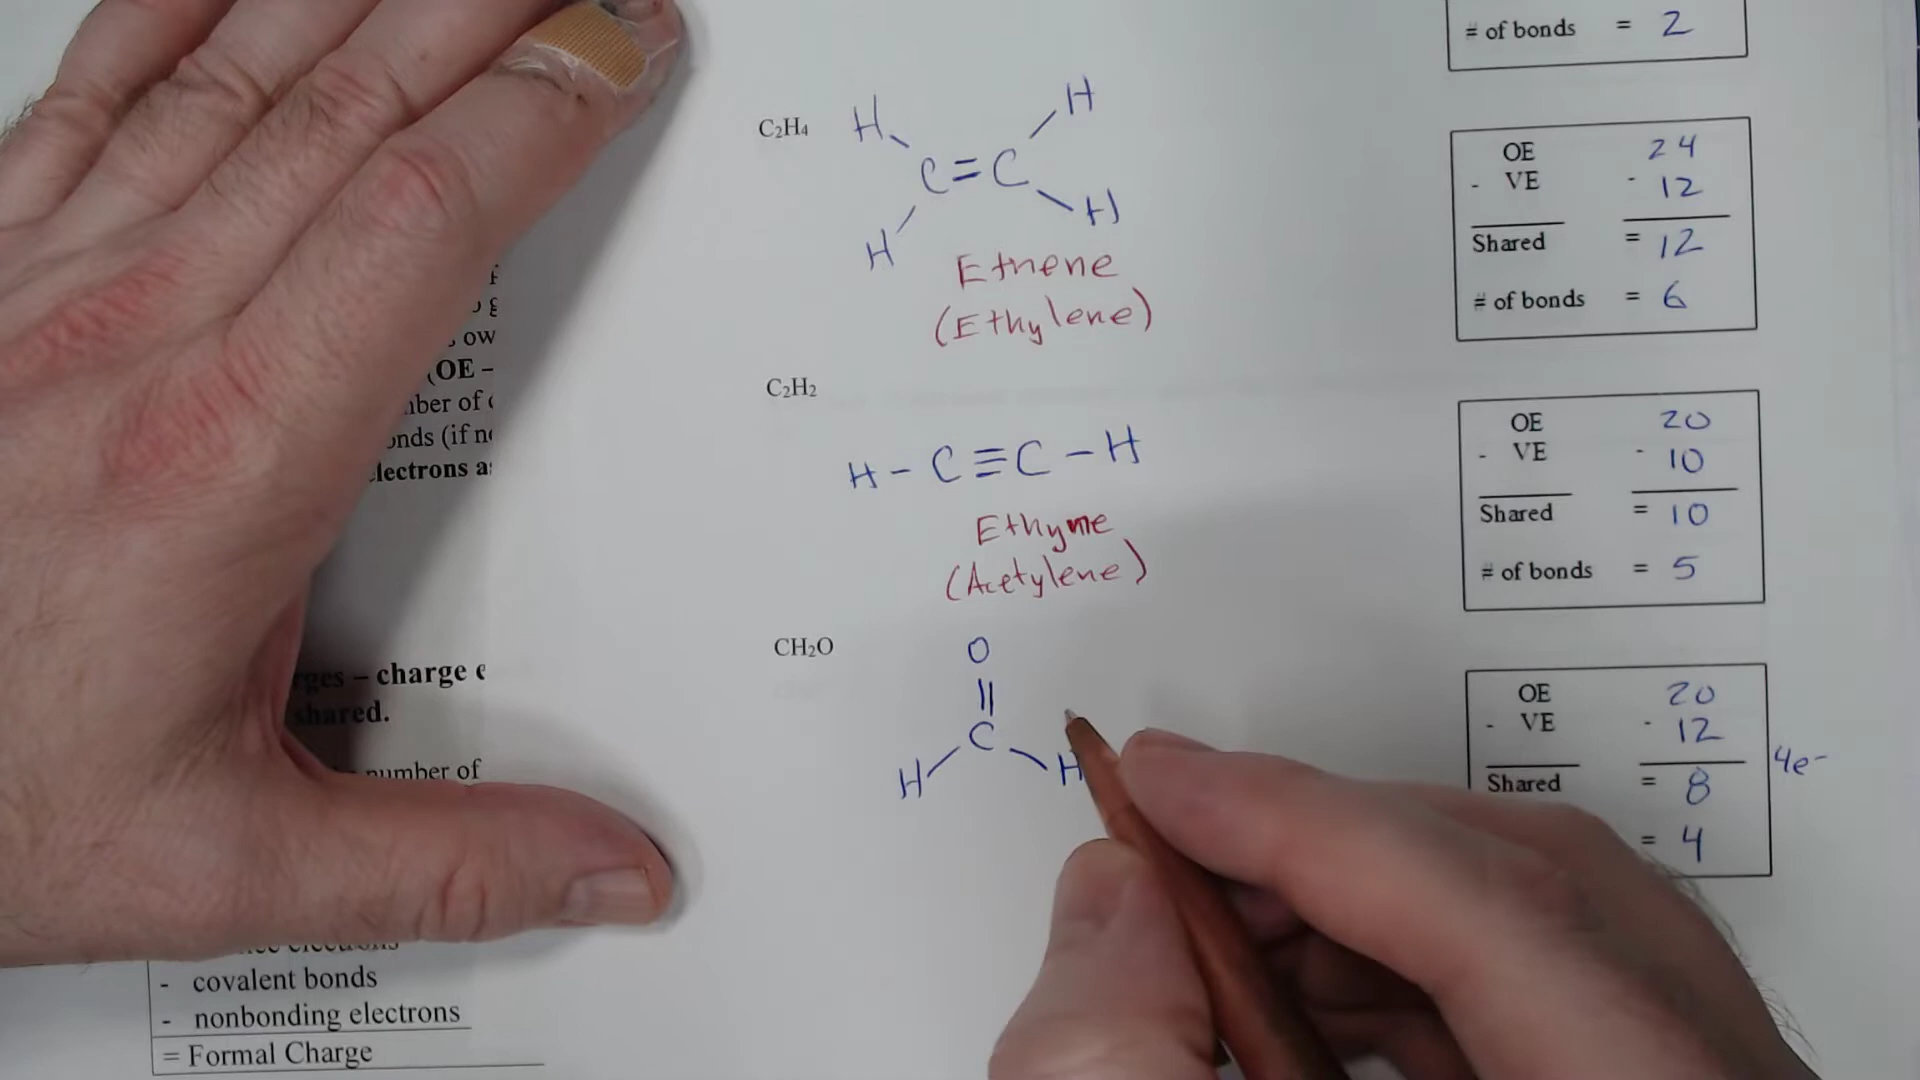 # of bonds = 2
C₂H₄
H H
C = C
H H
Ethene
(Ethylene)
OE 24
- VE - 12
Shared = 12
# of bonds = 6
ow
(OE –
lectrons a
C₂H₂
H - C ≡ C - H
Ethyne
(Acetylene)
OE 20
- VE - 10
Shared = 10
# of bonds = 5
CH₂O
O
||
C
H H
OE 20
- VE - 12
Shared = 8
= 4
4e-
– charge
shared.
number of
- covalent bonds
- nonbonding electrons
= Formal Charge